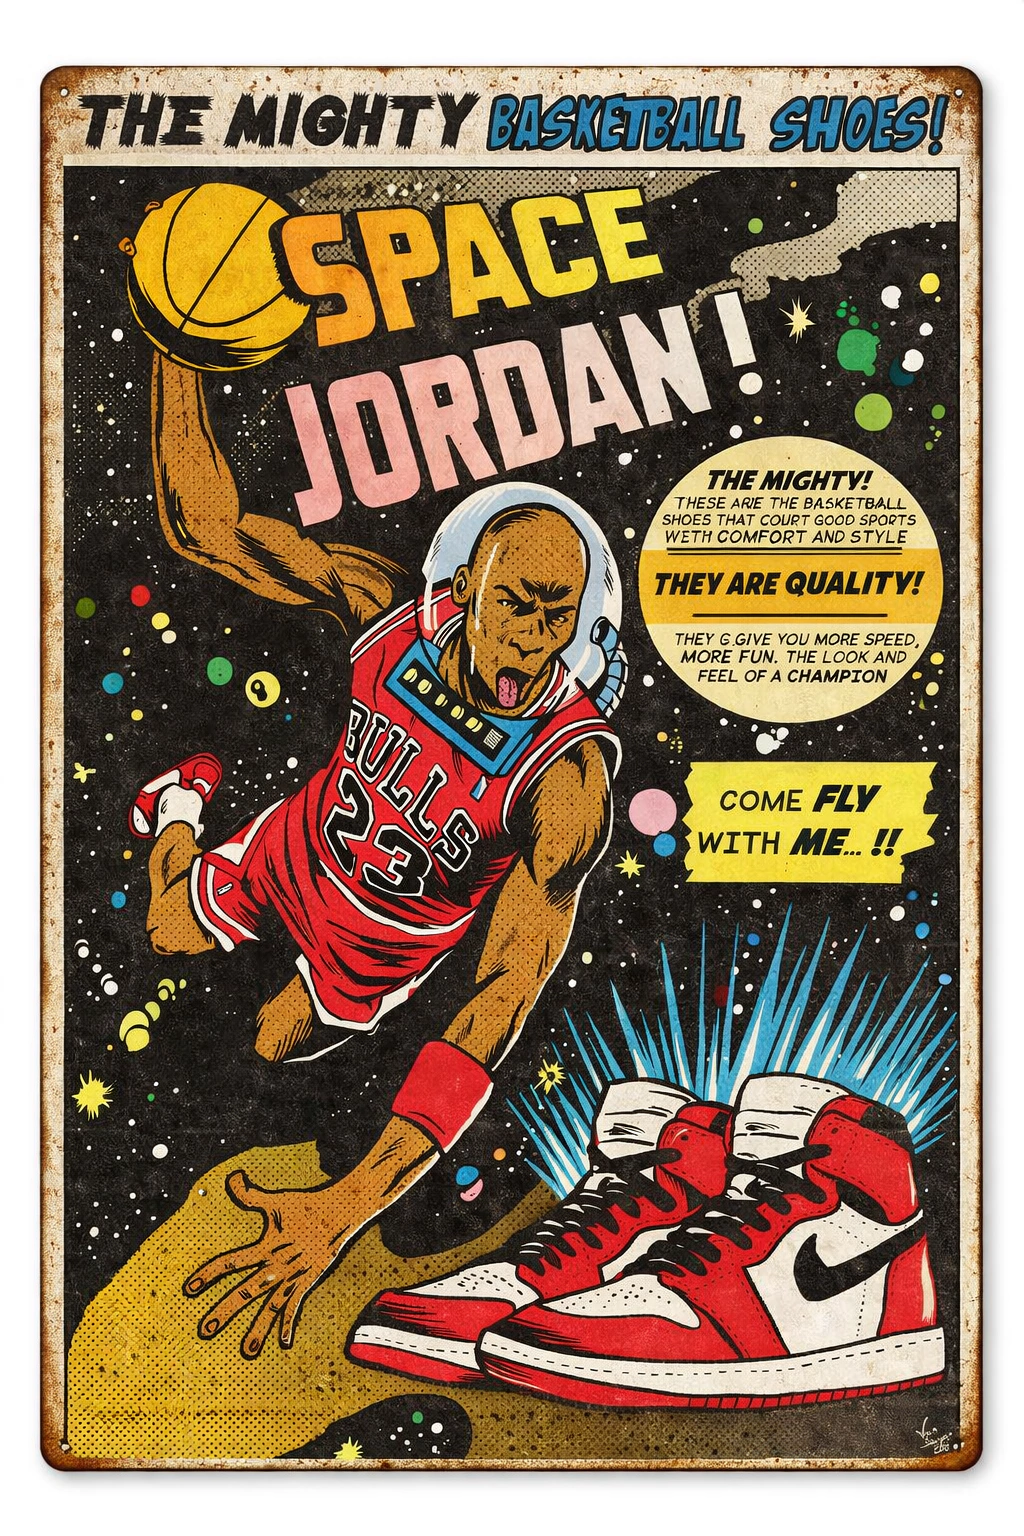 THE MIGHTY BASKETBALL SHOES!
SPACE
JORDAN!
THE MIGHTY!
THESE ARE THE BASKETBALL
SHOES THAT COURT GOOD SPORTS
WETH COMFORT AND STYLE
THEY ARE QUALITY!
THEY G.GIVE YOU MORE SPEED,
MORE FUN. THE LOOK AND
FEEL OF A CHAMPION
BULLS
23
COME FLY
WITH ME... !!